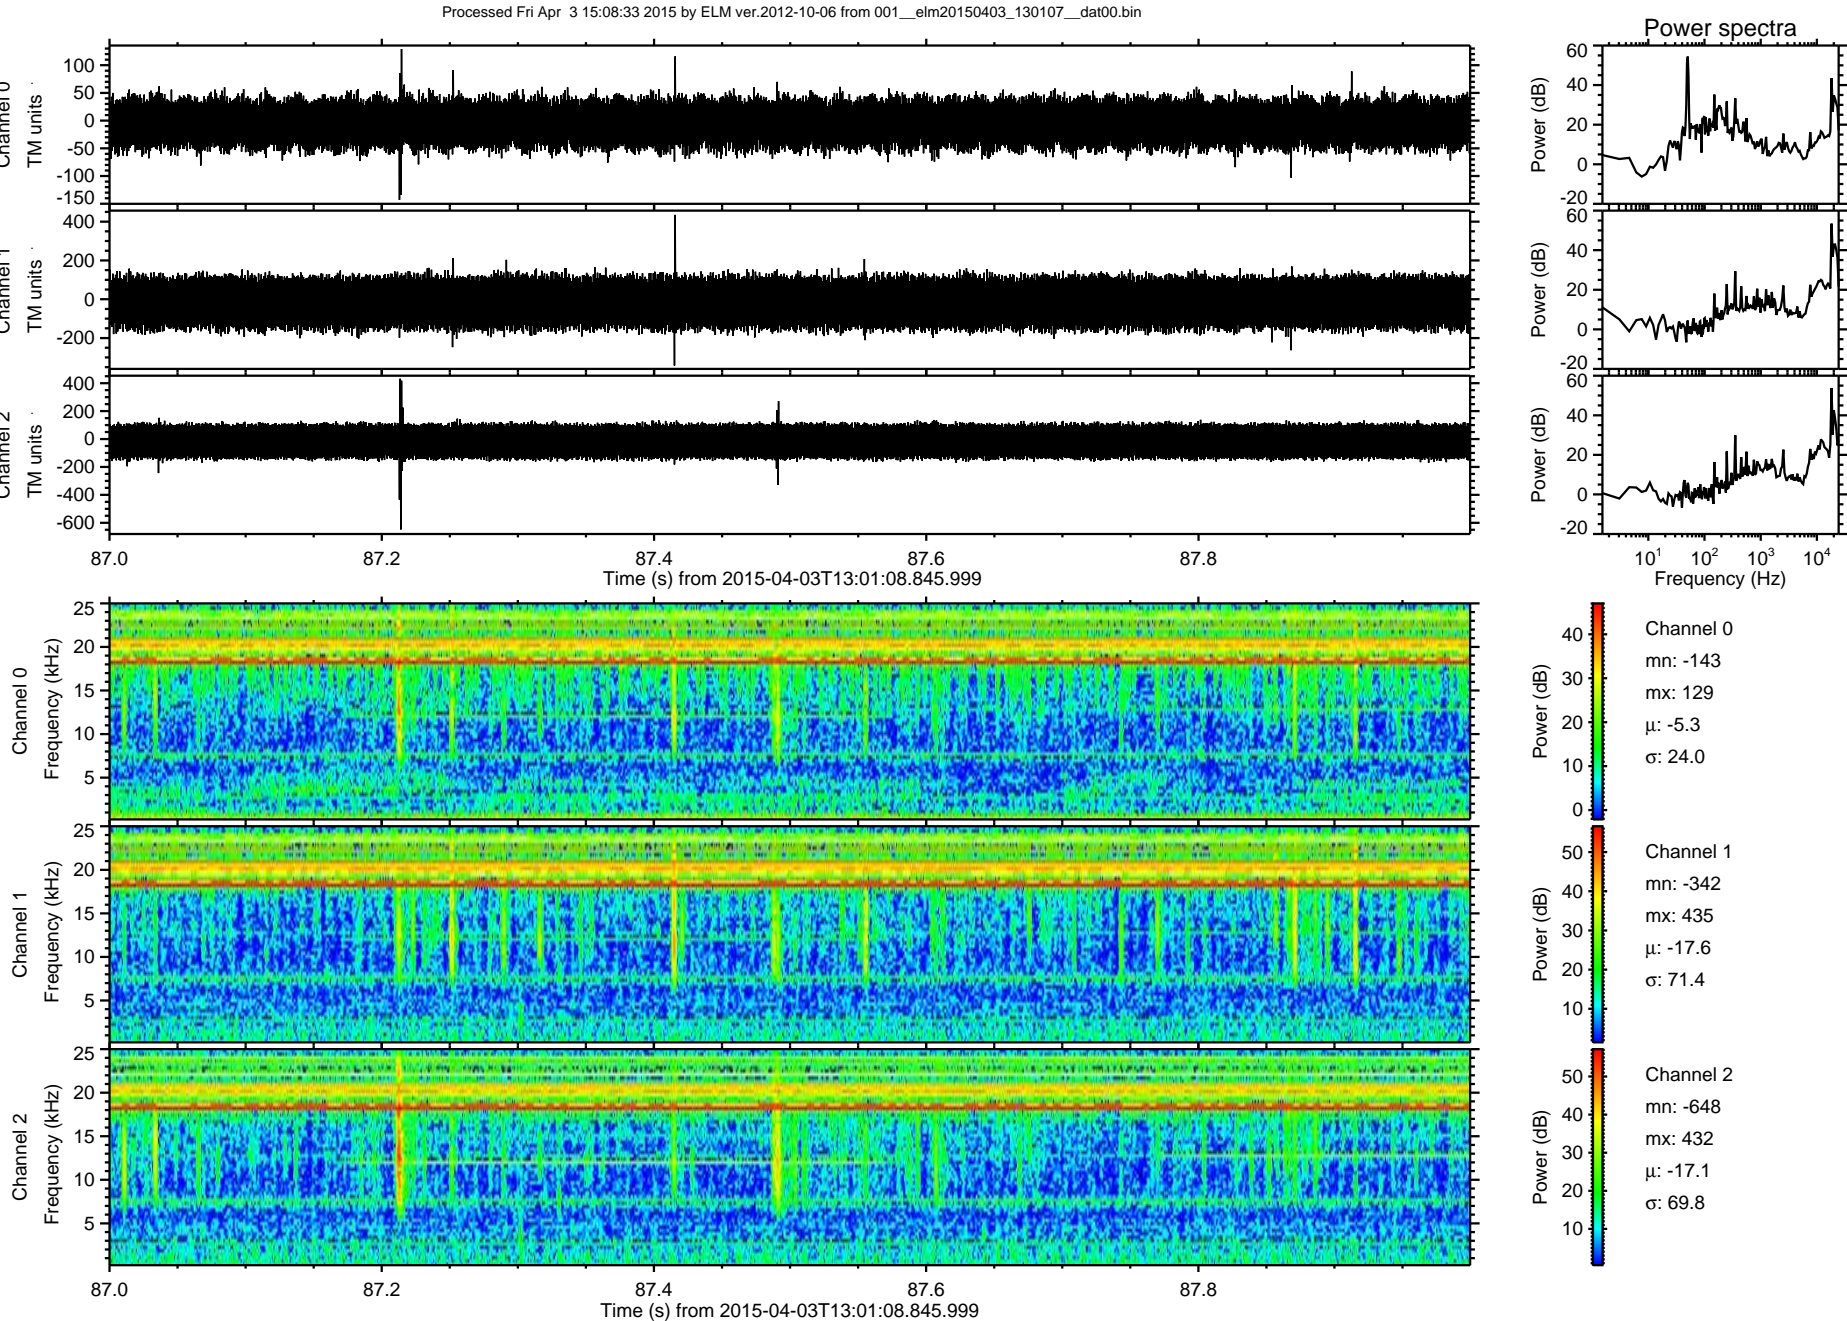 Processed Fri Apr  3 15:08:33 2015 by ELM ver.2012-10-06 from 001__elm20150403_130107__dat00.bin
Power spectra
Channel 0
TM units
100
50
0
-50
-100
-150
Power (dB)
60
40
20
0
-20
Channel 1
TM units
400
200
0
-200
Power (dB)
60
40
20
0
-20
Channel 2
TM units
400
200
0
-200
-400
-600
Power (dB)
60
40
20
0
-20
87.0 87.2 87.4 87.6 87.8
Time (s) from 2015-04-03T13:01:08.845.999
10¹ 10² 10³ 10⁴
Frequency (Hz)
Channel 0
Frequency (kHz)
25
20
15
10
5
Power (dB)
40
30
20
10
0
Channel 0
mn: -143
mx: 129
μ: -5.3
σ: 24.0
Channel 1
Frequency (kHz)
25
20
15
10
5
Power (dB)
50
40
30
20
10
Channel 1
mn: -342
mx: 435
μ: -17.6
σ: 71.4
Channel 2
Frequency (kHz)
25
20
15
10
5
Power (dB)
50
40
30
20
10
Channel 2
mn: -648
mx: 432
μ: -17.1
σ: 69.8
87.0 87.2 87.4 87.6 87.8
Time (s) from 2015-04-03T13:01:08.845.999